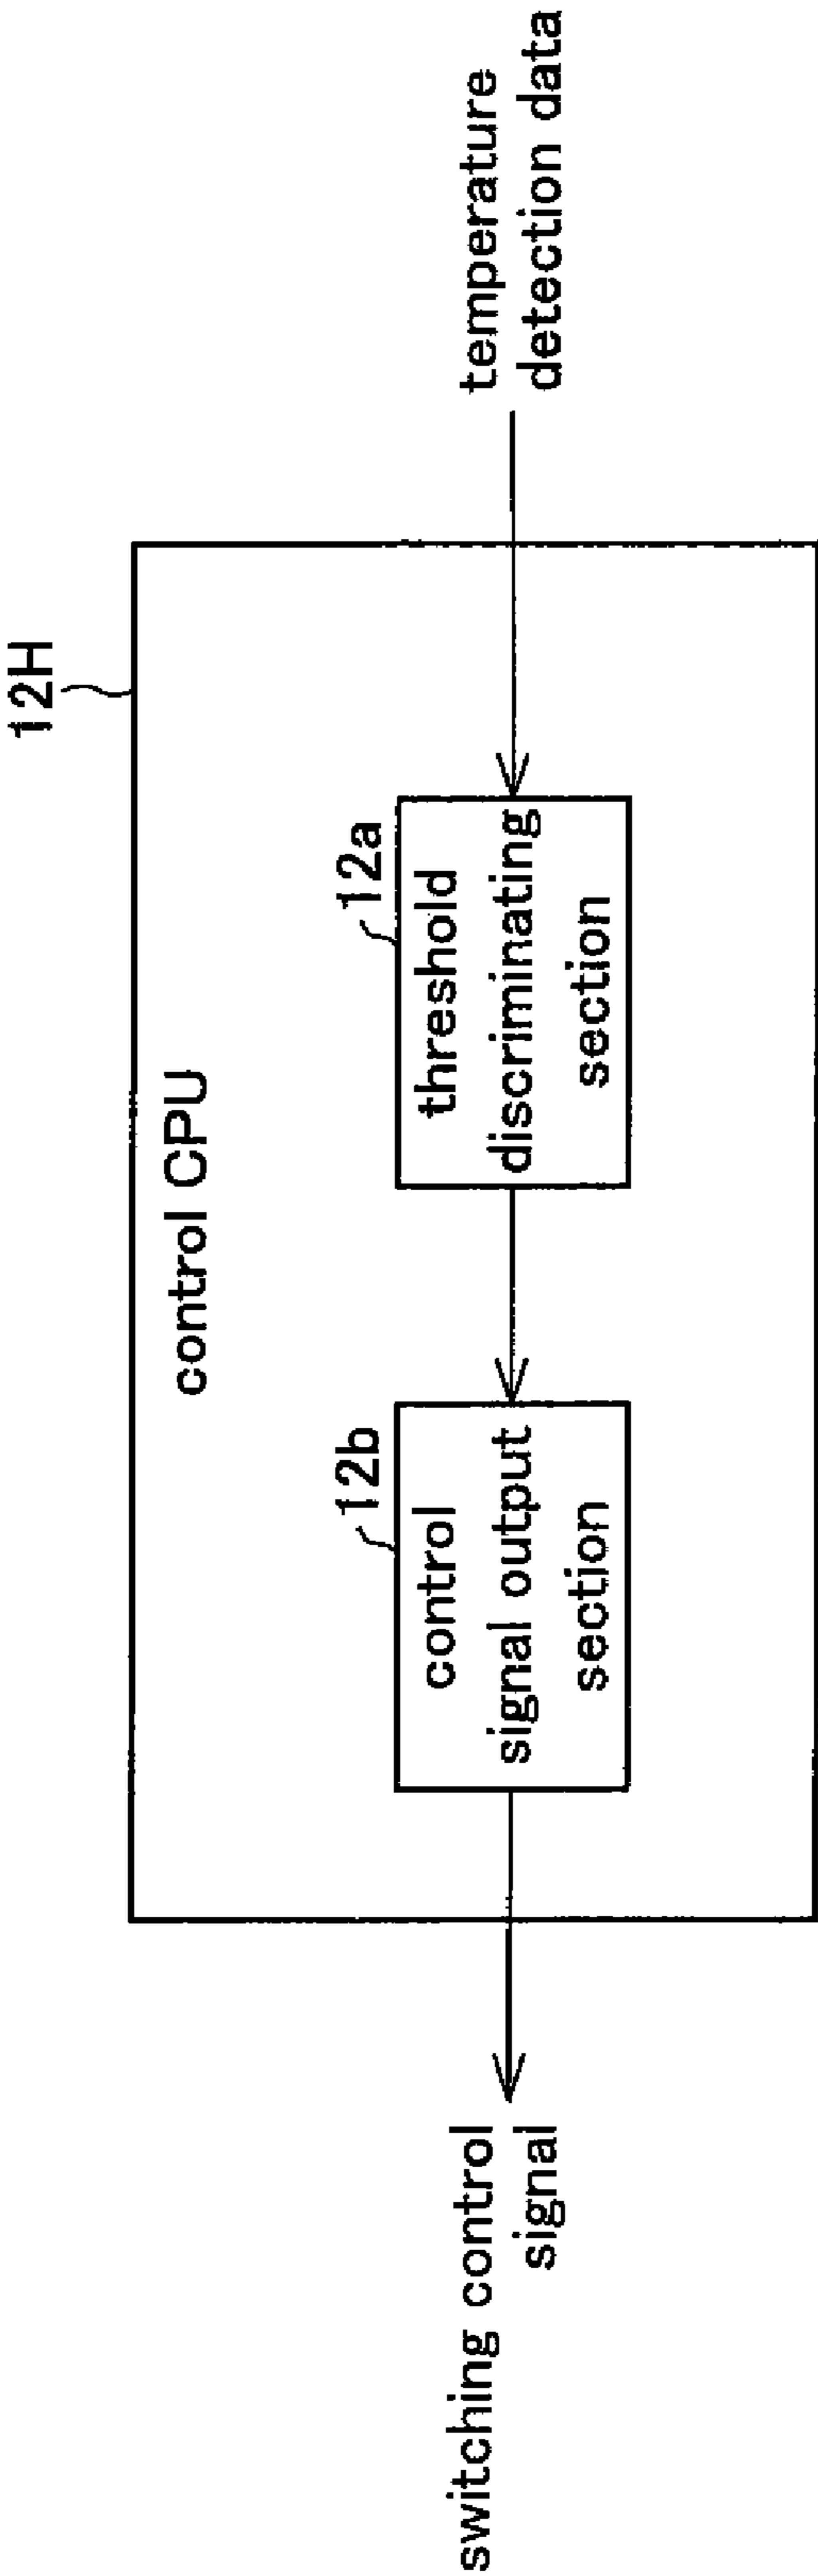 12H
control CPU
switching control
signal
12b
control
signal output
section
12a
threshold
discriminating
section
temperature
detection data